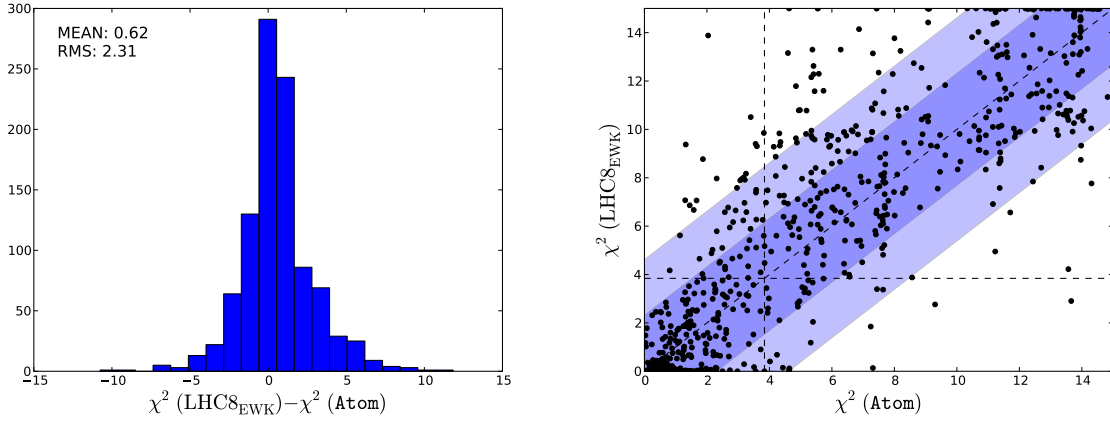 300
250
200
150
100
50
0
MEAN: 0.62
RMS: 2.31
−15 −10 −5 0 5 10 15
χ² (LHC8EWK)−χ² (Atom)
14
12
10
8
6
4
2
0
χ² (LHC8EWK)
0 2 4 6 8 10 12 14
χ² (Atom)